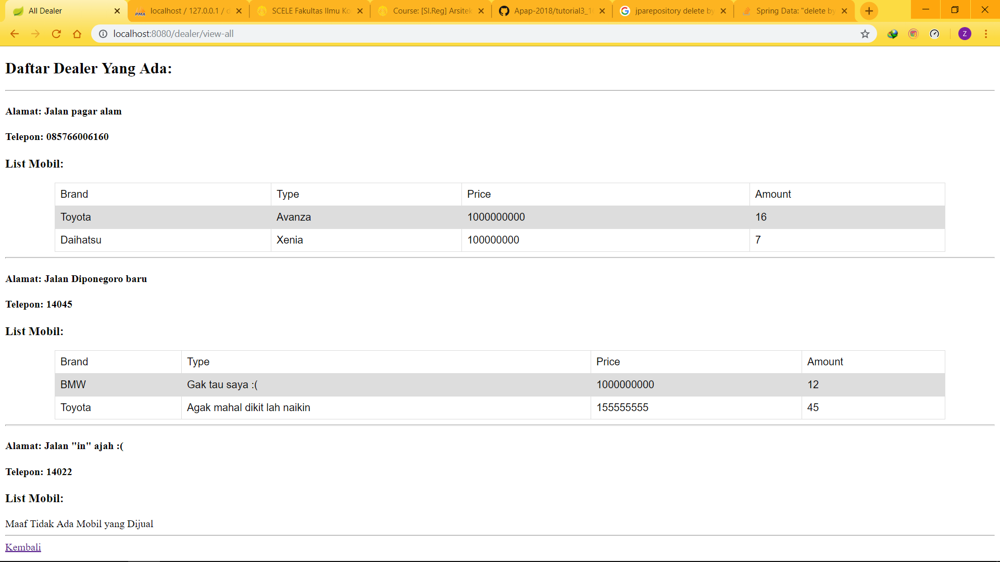 All Dealer
localhost / 127.0.0.1 / d
SCELE Fakultas Ilmu Ko
Course: [SI.Reg] Arsitek
Apap-2018/tutorial3_1
jparepository delete by
Spring Data: "delete by
localhost:8080/dealer/view-all
Z
Daftar Dealer Yang Ada:
Alamat: Jalan pagar alam
Telepon: 085766006160
List Mobil:
Brand Type Price Amount
Toyota Avanza 1000000000 16
Daihatsu Xenia 100000000 7
Alamat: Jalan Diponegoro baru
Telepon: 14045
List Mobil:
Brand Type Price Amount
BMW Gak tau saya :( 1000000000 12
Toyota Agak mahal dikit lah naikin 155555555 45
Alamat: Jalan "in" ajah :(
Telepon: 14022
List Mobil:
Maaf Tidak Ada Mobil yang Dijual
Kembali